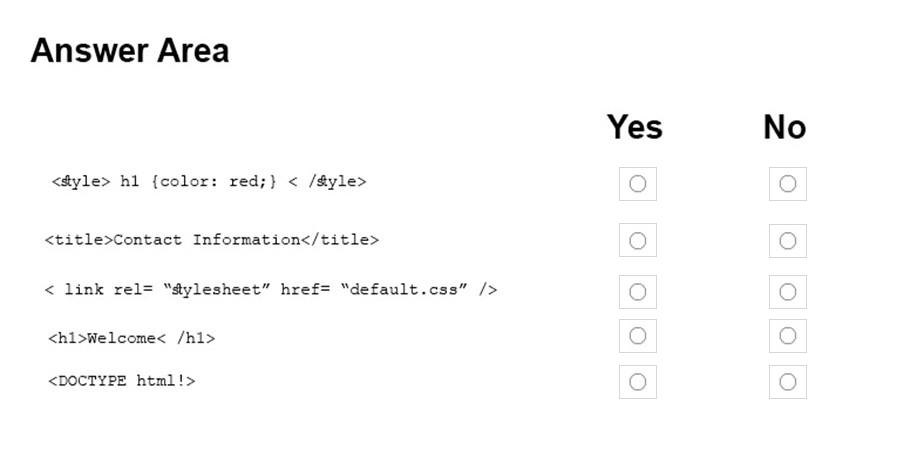 Answer Area
Yes No
<style> h1 {color: red;} < /style>
<title>Contact Information</title>
< link rel= “stylesheet” href= “default.css” />
<h1>Welcome< /h1>
<DOCTYPE html!>